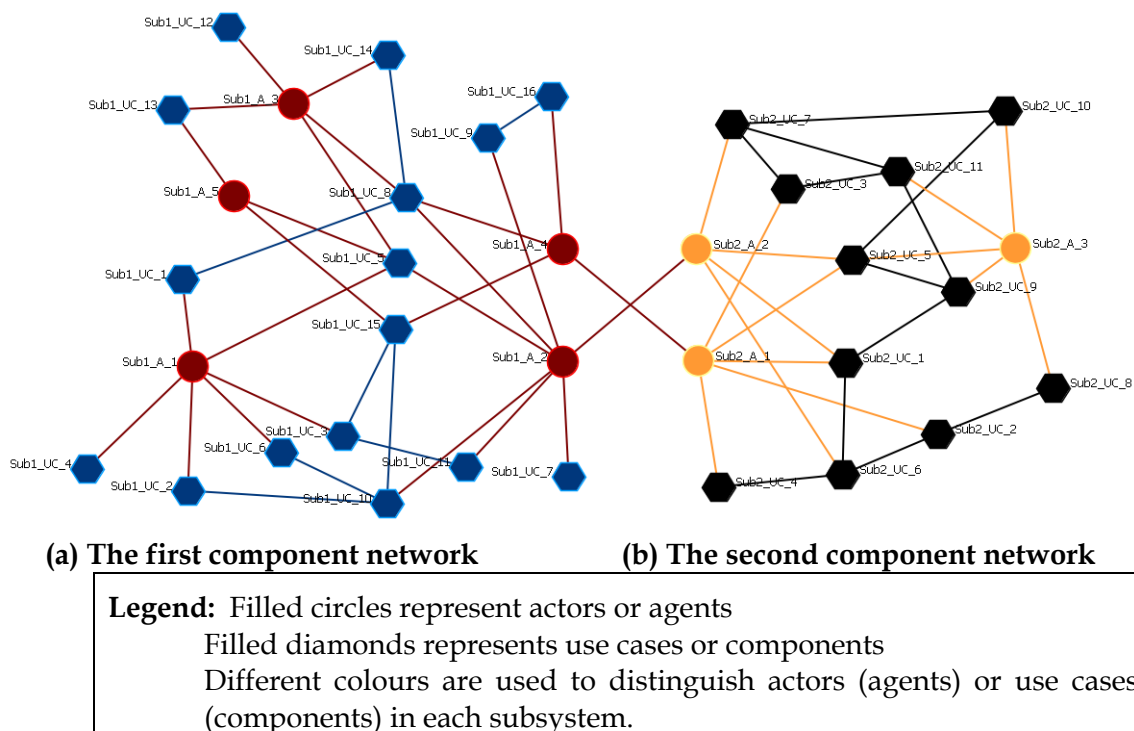 Sub1_UC_12
Sub1_UC_14
Sub1_A_3
Sub1_UC_16
Sub1_UC_13
Sub1_UC_9
Sub2_UC_10
Sub2_UC_7
Sub2_UC_11
Sub2_UC_3
Sub1_A_5
Sub1_UC_8
Sub1_A_4
Sub2_A_2
Sub2_A_3
Sub1_UC_5
Sub2_UC_5
Sub1_UC_1
Sub2_UC_9
Sub1_UC_15
Sub1_A_1
Sub1_A_2
Sub2_A_1
Sub2_UC_1
Sub2_UC_8
Sub1_UC_3
Sub2_UC_2
Sub1_UC_6
Sub1_UC_4
Sub1_UC_11
Sub1_UC_7
Sub2_UC_6
Sub1_UC_2
Sub2_UC_4
Sub1_UC_10
(a) The first component network
(b) The second component network
Legend: Filled circles represent actors or agents
Filled diamonds represents use cases or components
Different colours are used to distinguish actors (agents) or use cases
(components) in each subsystem.